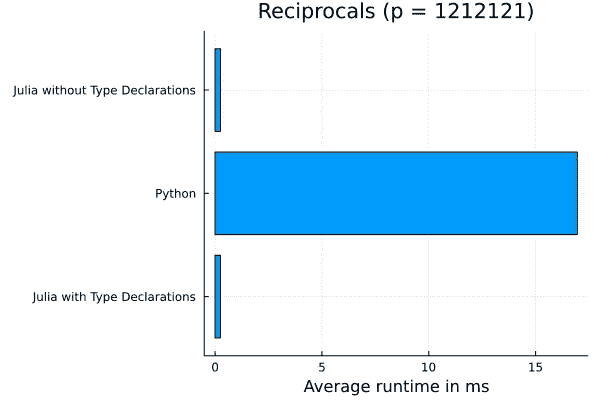 Reciprocals (p = 1212121)
Julia without Type Declarations
Python
Julia with Type Declarations
0 5 10 15
Average runtime in ms